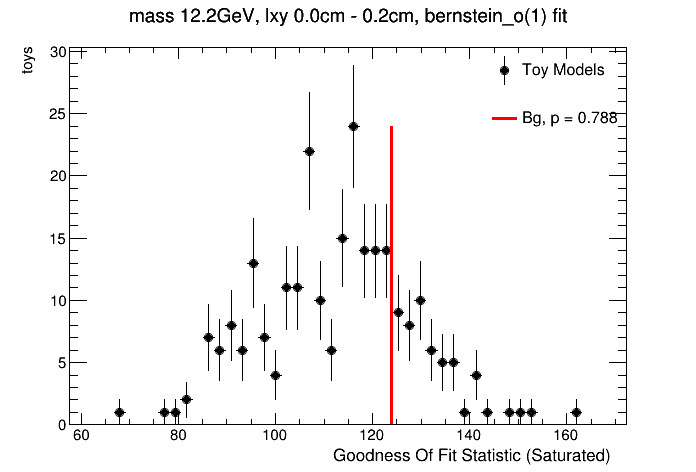 mass 12.2GeV, lxy 0.0cm - 0.2cm, bernstein_o(1) fit
toys
30
25
20
15
10
5
0
Toy Models
Bg, p = 0.788
60 80 100 120 140 160
Goodness Of Fit Statistic (Saturated)